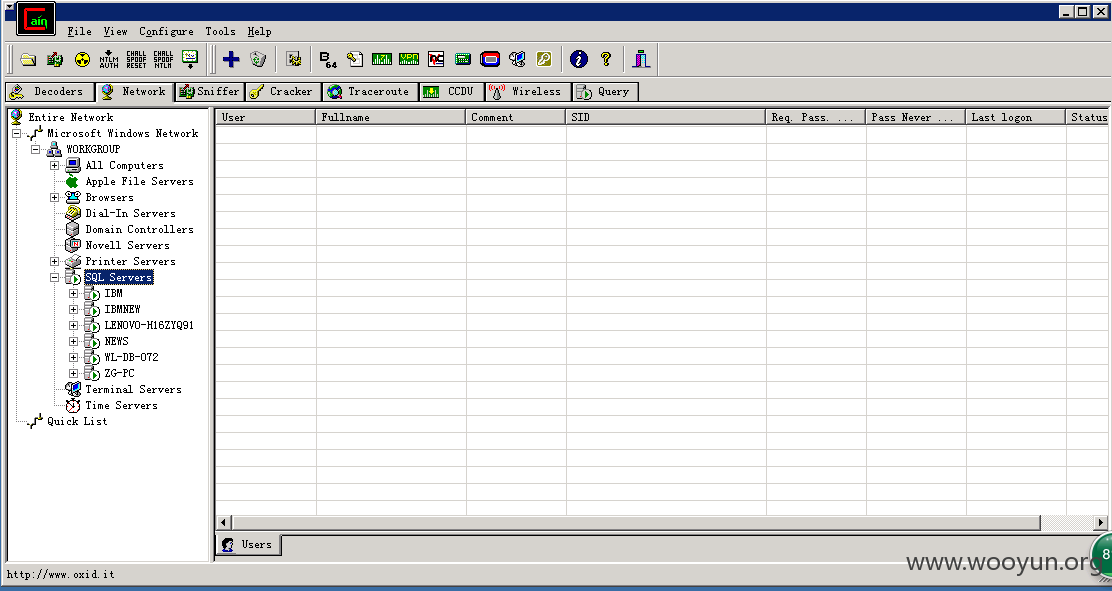 Cain
File View Configure Tools Help
NTLM AUTH CHALL SPOOF RESET CHALL SPOOF NTLM B64
Decoders Network Sniffer Cracker Traceroute CCDU Wireless Query
Entire Network
Microsoft Windows Network
WORKGROUP
All Computers
Apple File Servers
Browsers
Dial-In Servers
Domain Controllers
Novell Servers
Printer Servers
SQL Servers
IBM
IBMNEW
LENOVO-H16ZYQ91
NEWS
WL-DB-072
ZG-PC
Terminal Servers
Time Servers
Quick List
User Fullname Comment SID Req. Pass. ... Pass Never ... Last logon Status
Users
http://www.oxid.it
www.wooyun.org
8